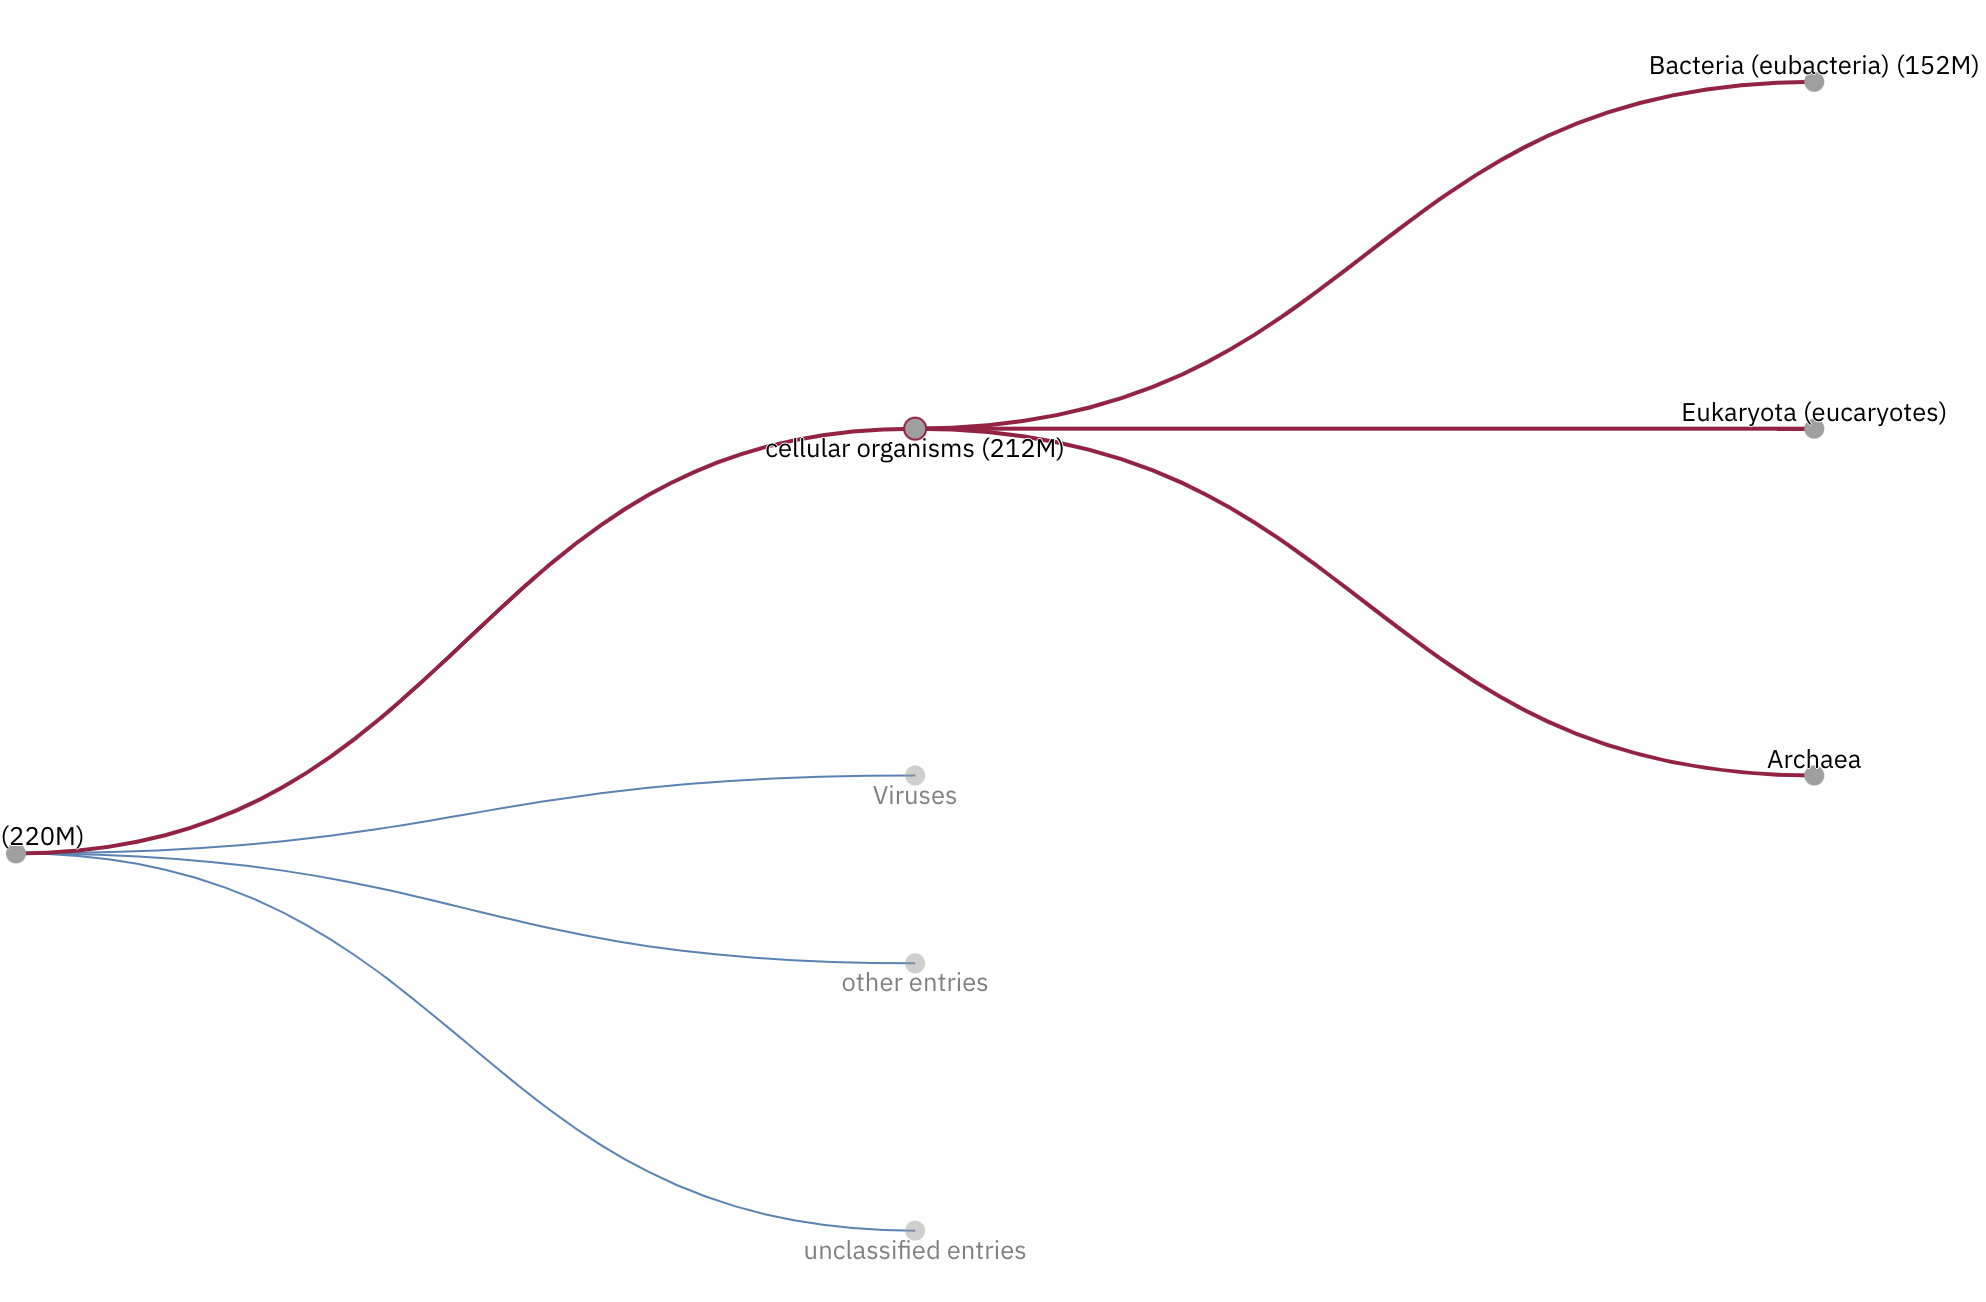 Bacteria (eubacteria) (152M)
Eukaryota (eucaryotes)
cellular organisms (212M)
Archaea
Viruses
(220M)
other entries
unclassified entries